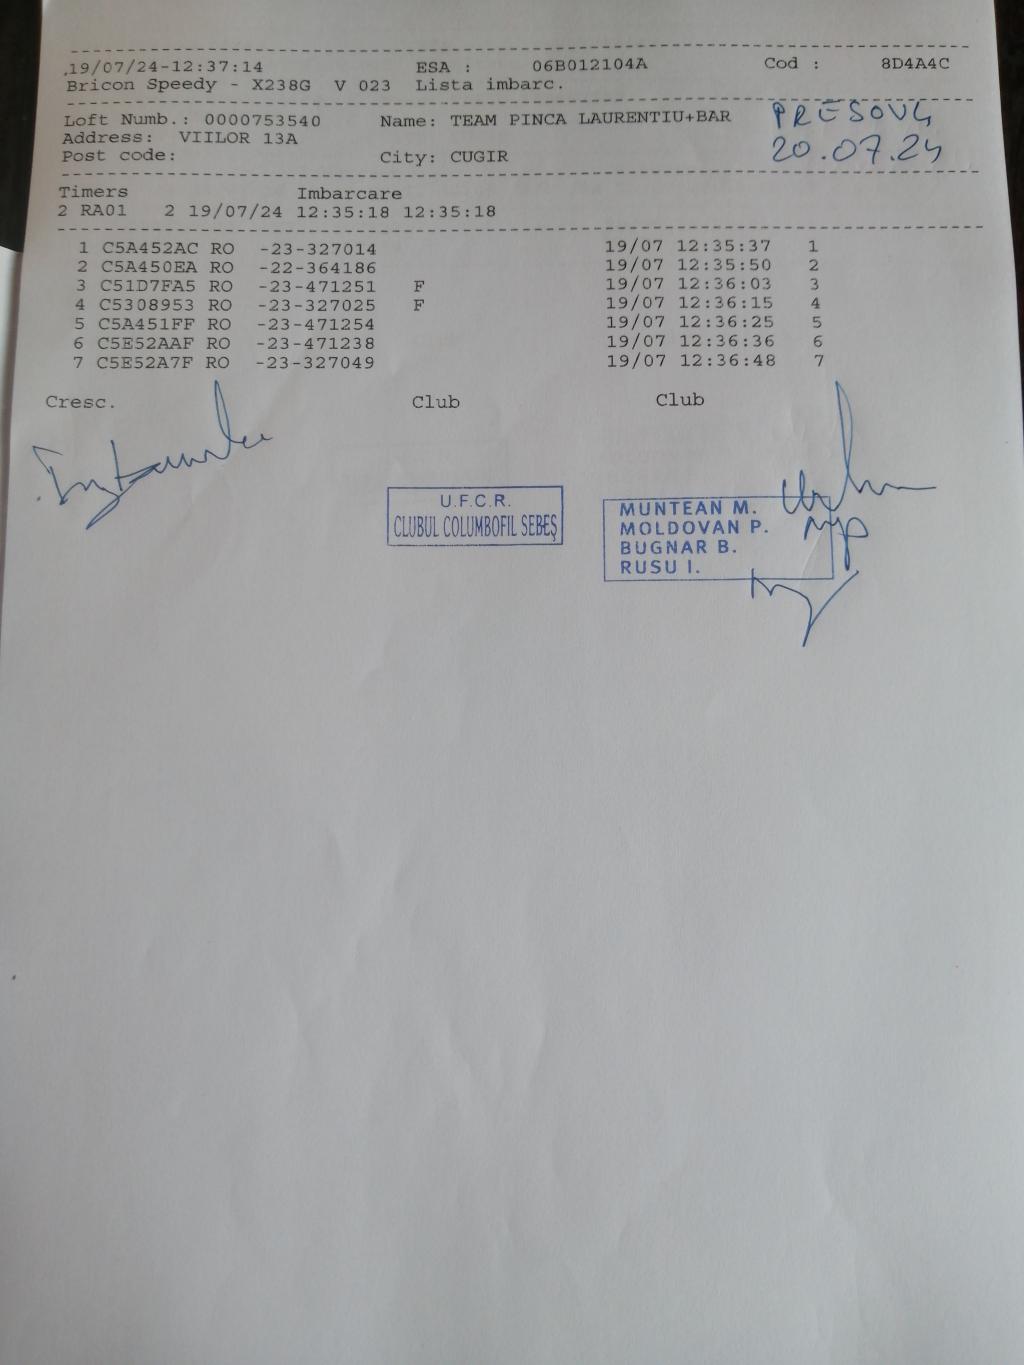 19/07/24-12:37:14 ESA : 06B012104A Cod : 8D4A4C
Bricon Speedy - X238G V 023 Lista imbarc.
Loft Numb.: 0000753540 Name: TEAM PINCA LAURENTIU+BAR
Address: VIILOR 13A
Post code: City: CUGIR
PRESOV4
20.07.24
Timers Imbarcare
2 RA01 2 19/07/24 12:35:18 12:35:18
1 C5A452AC RO -23-327014 19/07 12:35:37 1
2 C5A450EA RO -22-364186 19/07 12:35:50 2
3 C51D7FA5 RO -23-471251 F 19/07 12:36:03 3
4 C5308953 RO -23-327025 F 19/07 12:36:15 4
5 C5A451FF RO -23-471254 19/07 12:36:25 5
6 C5E52AAF RO -23-471238 19/07 12:36:36 6
7 C5E52A7F RO -23-327049 19/07 12:36:48 7
Cresc. Club Club
U.F.C.R.
CLUBUL COLUMBOFIL SEBEȘ
MUNTEAN M.
MOLDOVAN P.
BUGNAR B.
RUSU I.